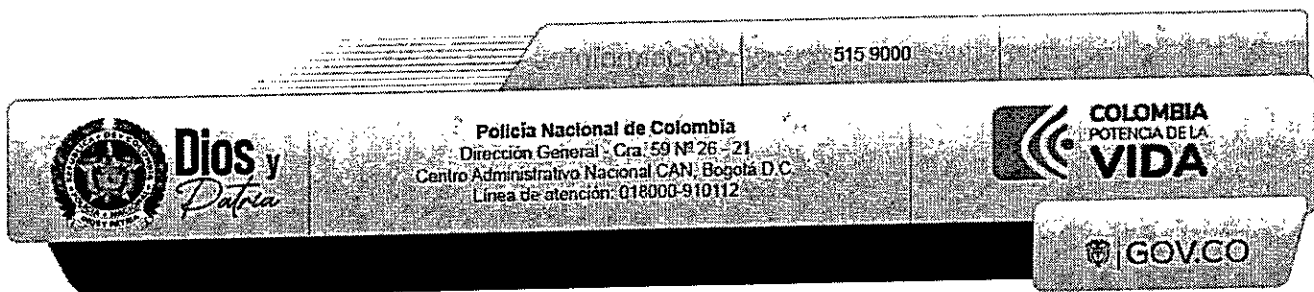 información
515 9000
Dios y
Patria
Policía Nacional de Colombia
Dirección General - Cra. 59 Nº 26 - 21
Centro Administrativo Nacional CAN, Bogotá D.C.
Línea de atención: 018000-910112
COLOMBIA
POTENCIA DE LA
VIDA
GOV.CO